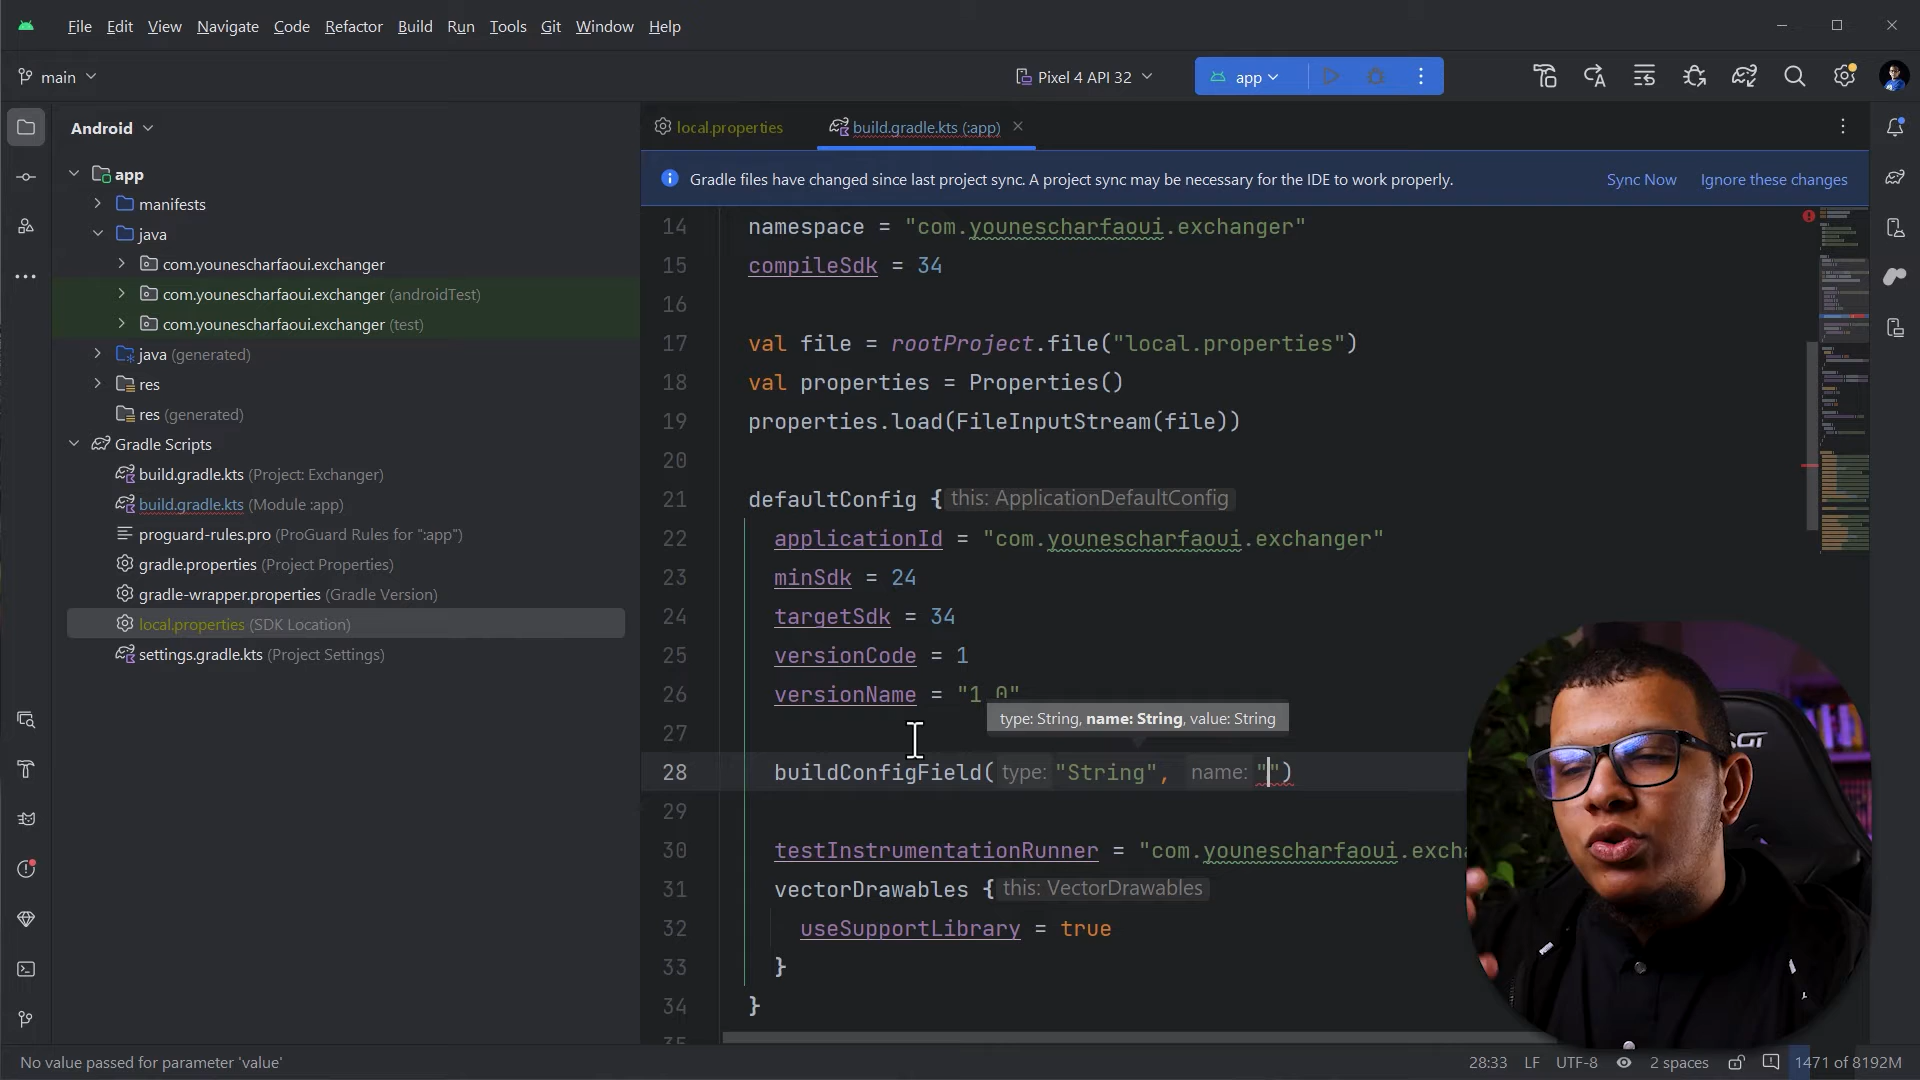 File Edit View Navigate Code Refactor Build Run Tools Git Window Help
main
Pixel 4 API 32
app
Android
app
manifests
java
com.younescharfaoui.exchanger
com.younescharfaoui.exchanger (androidTest)
com.younescharfaoui.exchanger (test)
java (generated)
res
res (generated)
Gradle Scripts
build.gradle.kts (Project: Exchanger)
build.gradle.kts (Module :app)
proguard-rules.pro (ProGuard Rules for ":app")
gradle.properties (Project Properties)
gradle-wrapper.properties (Gradle Version)
local.properties (SDK Location)
settings.gradle.kts (Project Settings)
local.properties
build.gradle.kts (:app)
Gradle files have changed since last project sync. A project sync may be necessary for the IDE to work properly.
Sync Now Ignore these changes
14 namespace = "com.younescharfaoui.exchanger"
15 compileSdk = 34
16
17 val file = rootProject.file("local.properties")
18 val properties = Properties()
19 properties.load(FileInputStream(file))
20
21 defaultConfig { this: ApplicationDefaultConfig
22 applicationId = "com.younescharfaoui.exchanger"
23 minSdk = 24
24 targetSdk = 34
25 versionCode = 1
26 versionName = "1.0"
type: String, name: String, value: String
27
28 buildConfigField( type: "String", name: "")
29
30 testInstrumentationRunner = "com.younescharfaoui.excha
31 vectorDrawables { this: VectorDrawables
32 useSupportLibrary = true
33 }
34 }
35
No value passed for parameter 'value'
28:33 LF UTF-8 2 spaces 1471 of 8192M